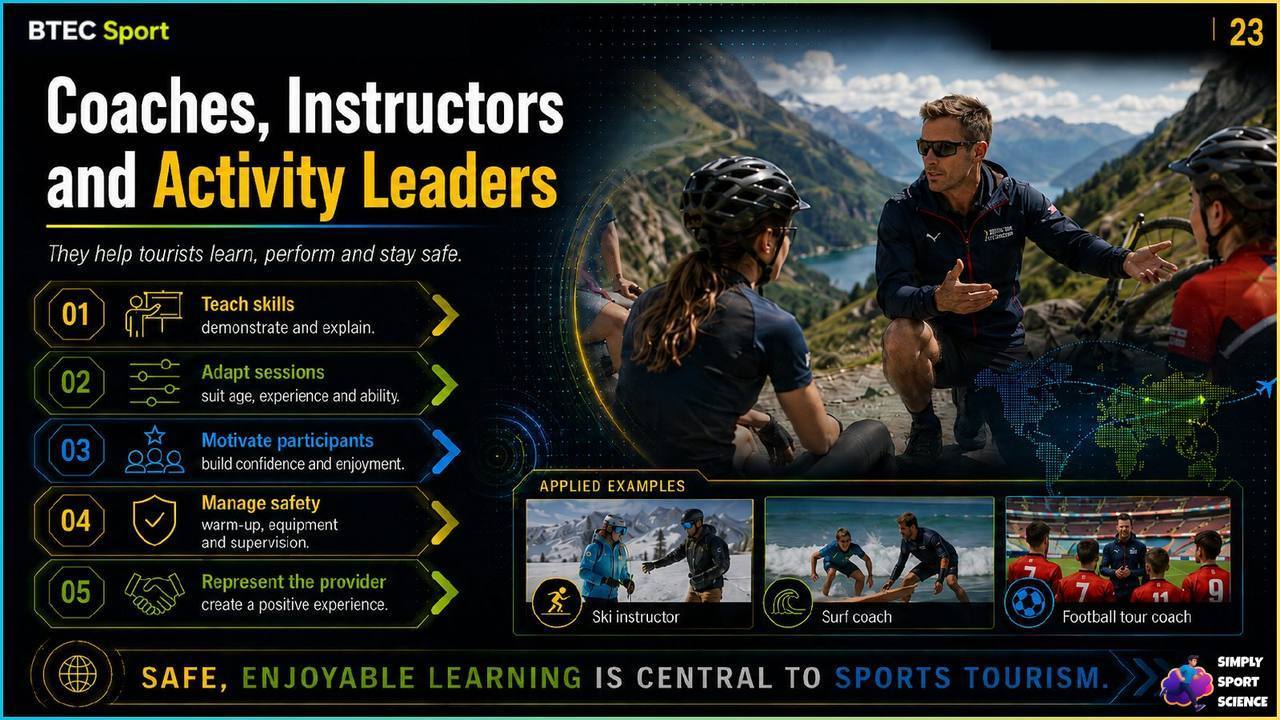 BTEC Sport
23
Coaches, Instructors
and Activity Leaders
They help tourists learn, perform and stay safe.
01
Teach skills
demonstrate and explain.
02
Adapt sessions
suit age, experience and ability.
03
Motivate participants
build confidence and enjoyment.
04
Manage safety
warm-up, equipment
and supervision.
05
Represent the provider
create a positive experience.
APPLIED EXAMPLES
7
7
11
9
Ski instructor
Surf coach
Football tour coach
SAFE, ENJOYABLE LEARNING IS CENTRAL TO SPORTS TOURISM.
SIMPLY
SPORT
SCIENCE